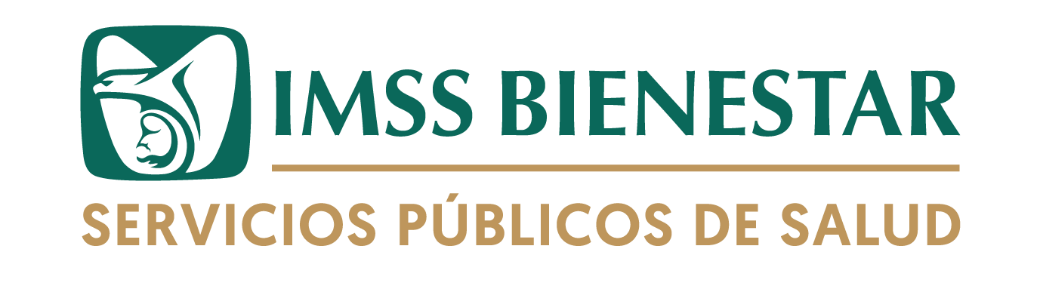 IMSS BIENESTAR
SERVICIOS PÚBLICOS DE SALUD